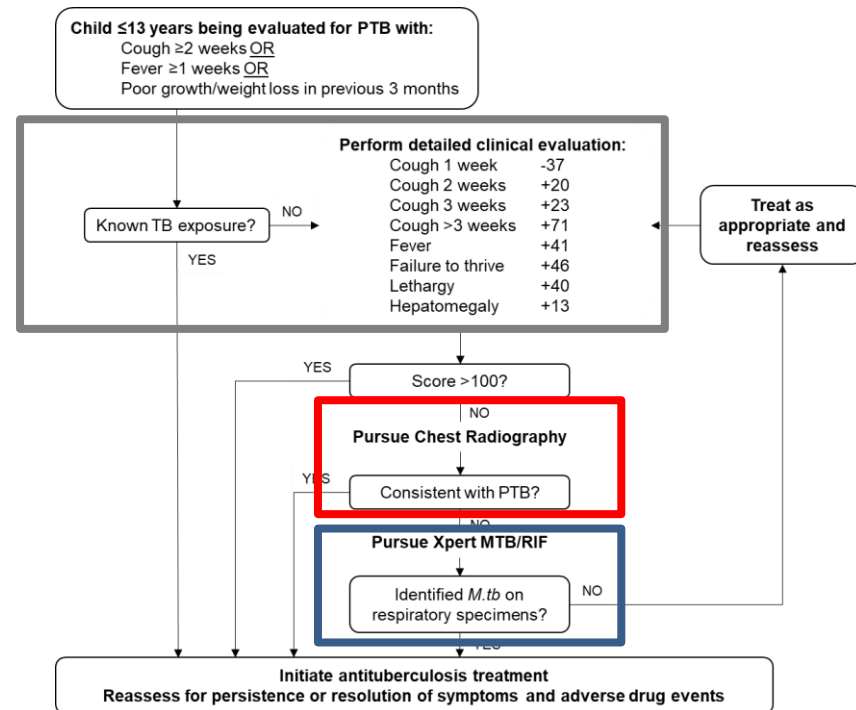 Child ≤13 years being evaluated for PTB with:
Cough ≥2 weeks OR
Fever ≥1 weeks OR
Poor growth/weight loss in previous 3 months
Known TB exposure?
NO
YES
Perform detailed clinical evaluation:
Cough 1 week -37
Cough 2 weeks +20
Cough 3 weeks +23
Cough >3 weeks +71
Fever +41
Failure to thrive +46
Lethargy +40
Hepatomegaly +13
Treat as
appropriate and
reassess
YES
Score >100?
NO
Pursue Chest Radiography
YES
Consistent with PTB?
NO
Pursue Xpert MTB/RIF
Identified M.tb on
respiratory specimens?
NO
YES
Initiate antituberculosis treatment
Reassess for persistence or resolution of symptoms and adverse drug events